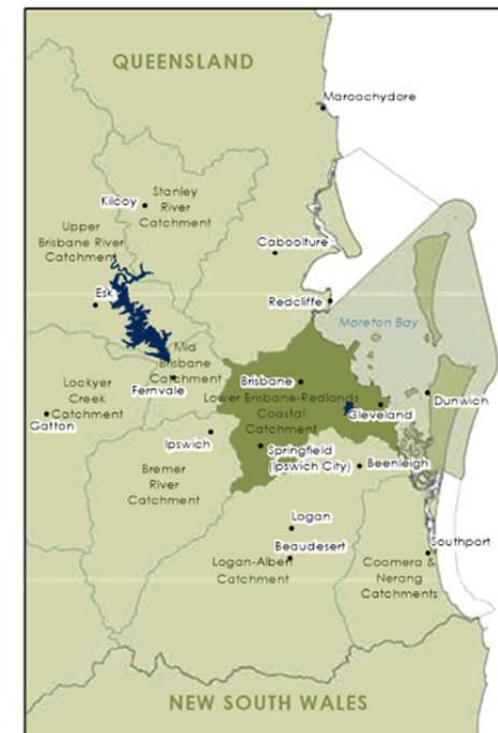 QUEENSLAND
Maroochydore
Stanley
River
Catchment
Kilcoy
Upper
Brisbane River
Catchment
Caboolture
Esk
Redcliffe
Moreton Bay
Mid
Brisbane
Catchment
Fernvale
Brisbane
Lockyer
Creek
Catchment
Gatton
Lower Brisbane-Redlands
Coastal
Catchment
Cleveland
Dunwich
Ipswich
Springfield
(Ipswich City)
Beenleigh
Bremer
River
Catchment
Logan
Beaudesert
Southport
Logan-Albert
Catchment
Coomera &
Nerang
Catchments
NEW SOUTH WALES